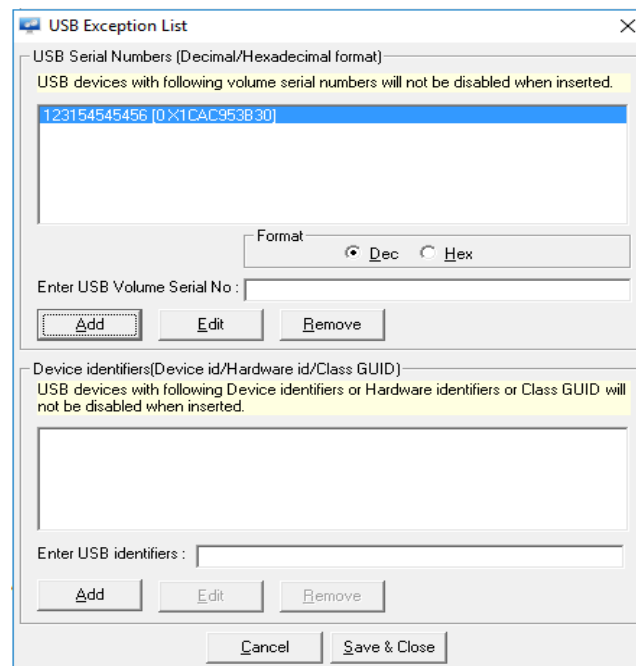 USB Exception List
USB Serial Numbers (Decimal/Hexadecimal format)
USB devices with following volume serial numbers will not be disabled when inserted.
123154545456 [0X1CAC953B30]
Format
Dec Hex
Enter USB Volume Serial No :
Add Edit Remove
Device identifiers(Device id/Hardware id/Class GUID)
USB devices with following Device identifiers or Hardware identifiers or Class GUID will
not be disabled when inserted.
Enter USB identifiers :
Add Edit Remove
Cancel Save & Close